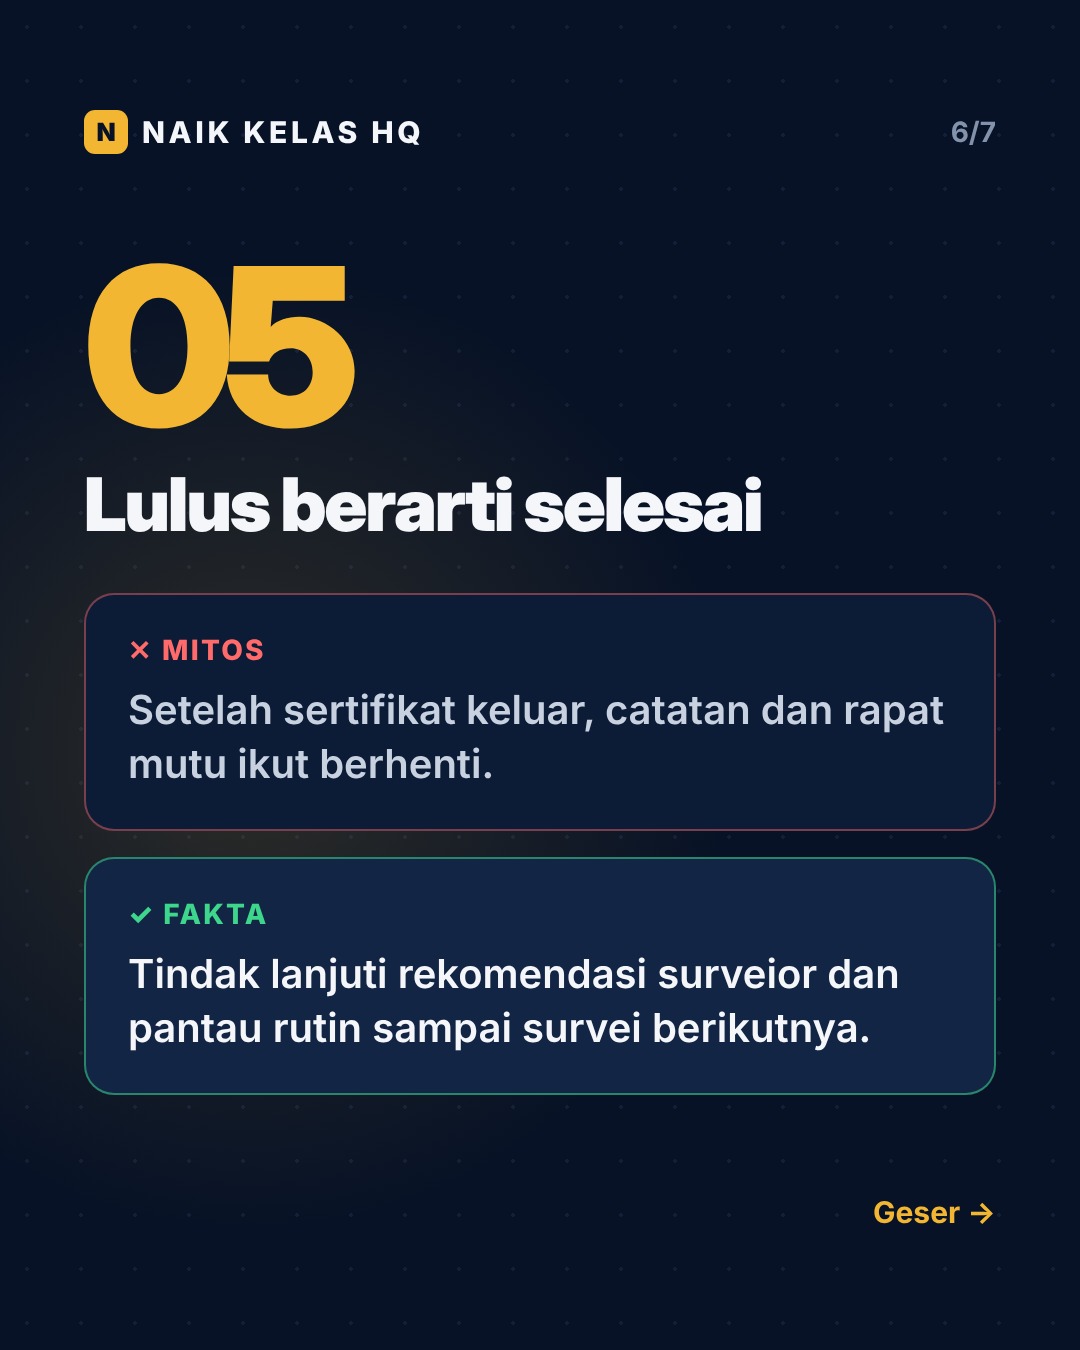 N NAIK KELAS HQ
6/7
05
Lulus berarti selesai
✕ MITOS
Setelah sertifikat keluar, catatan dan rapat
mutu ikut berhenti.
✓ FAKTA
Tindak lanjuti rekomendasi surveior dan
pantau rutin sampai survei berikutnya.
Geser →